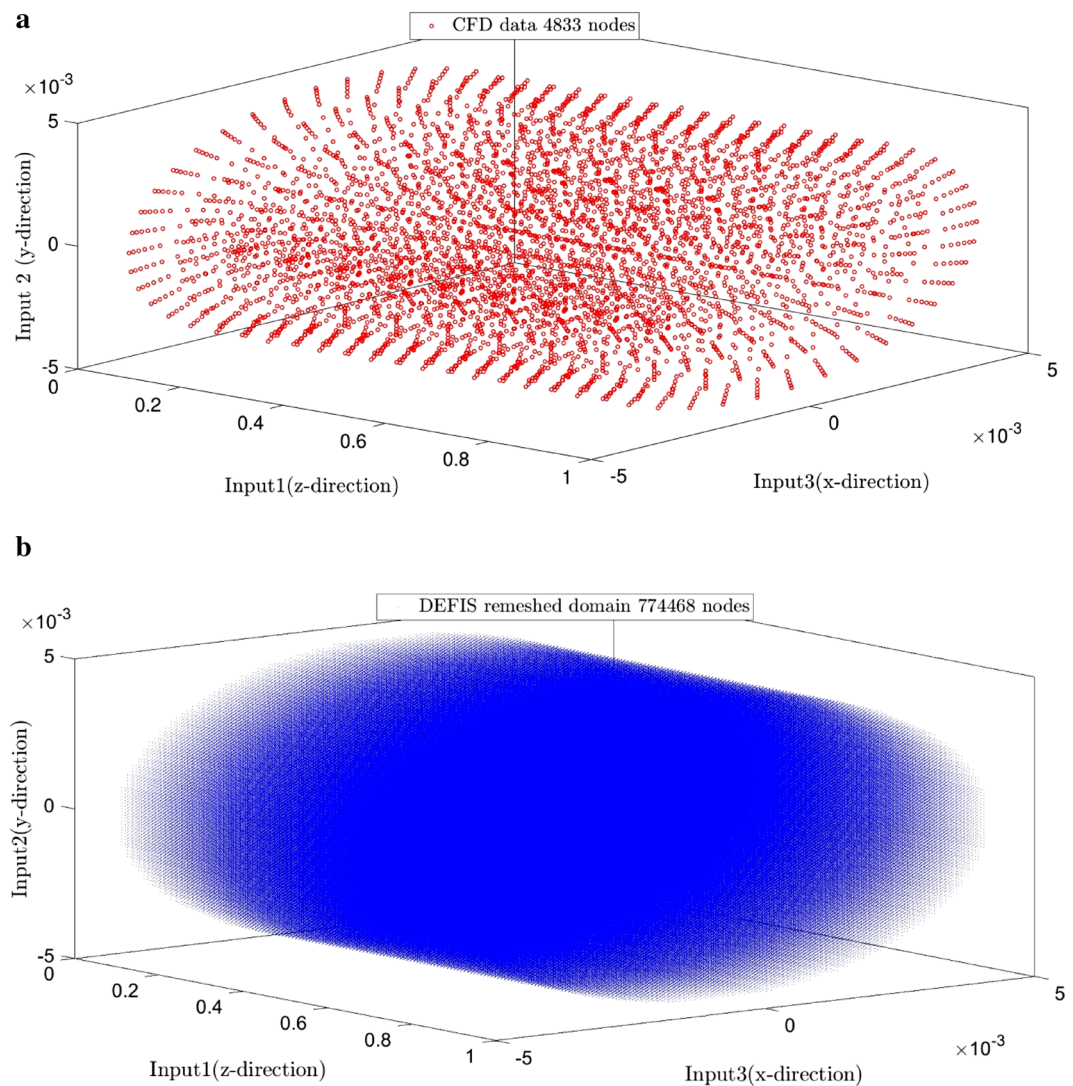 a
CFD data 4833 nodes
×10-3
5
0
-5
Input 2 (y-direction)
0
0.2
0.4
0.6
0.8
1
Input1(z-direction)
-5
0
5
×10-3
Input3(x-direction)
b
DEFIS remeshed domain 774468 nodes
×10-3
5
0
-5
Input2(y-direction)
0
0.2
0.4
0.6
0.8
1
Input1(z-direction)
-5
0
5
×10-3
Input3(x-direction)